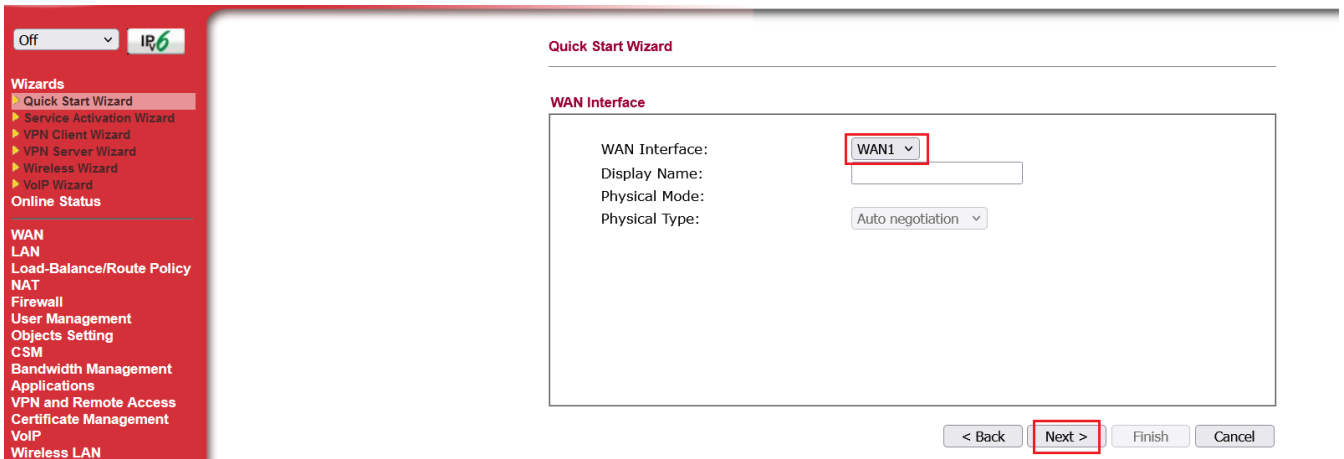 Off
IPv6
Wizards
Quick Start Wizard
Service Activation Wizard
VPN Client Wizard
VPN Server Wizard
Wireless Wizard
VoIP Wizard
Online Status
WAN
LAN
Load-Balance/Route Policy
NAT
Firewall
User Management
Objects Setting
CSM
Bandwidth Management
Applications
VPN and Remote Access
Certificate Management
VoIP
Wireless LAN
Quick Start Wizard
WAN Interface
WAN Interface: WAN1
Display Name:
Physical Mode:
Physical Type: Auto negotiation
< Back Next > Finish Cancel